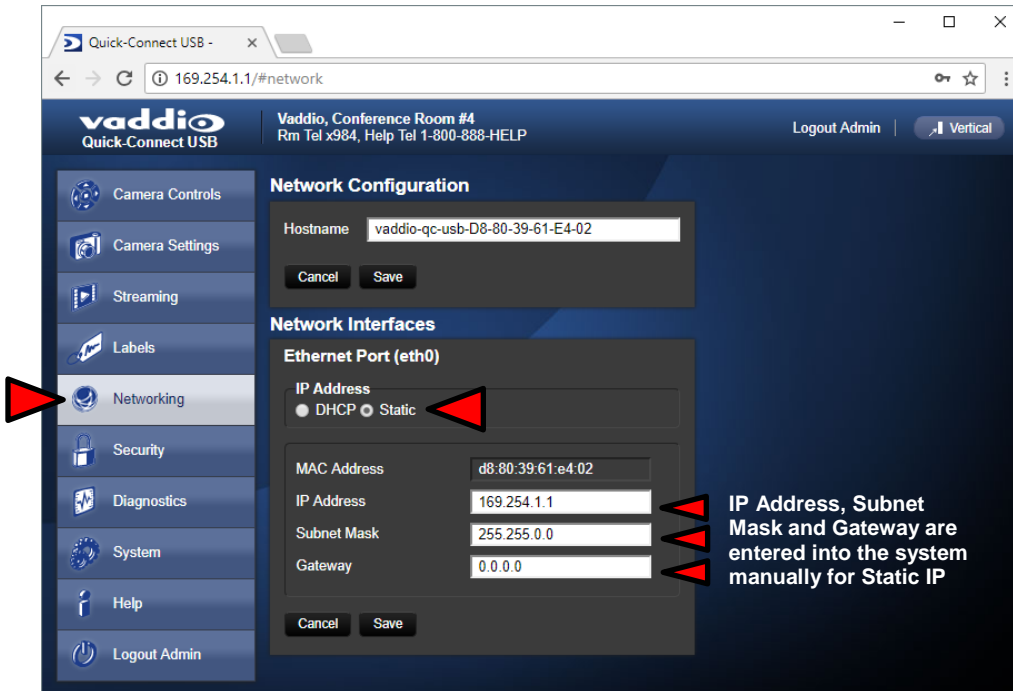 Quick-Connect USB -
169.254.1.1/#network
vaddio
Quick-Connect USB
Vaddio, Conference Room #4
Rm Tel x984, Help Tel 1-800-888-HELP
Logout Admin
Vertical
Camera Controls
Camera Settings
Streaming
Labels
Networking
Security
Diagnostics
System
Help
Logout Admin
Network Configuration
Hostname vaddio-qc-usb-D8-80-39-61-E4-02
Cancel Save
Network Interfaces
Ethernet Port (eth0)
IP Address
DHCP Static
MAC Address d8:80:39:61:e4:02
IP Address 169.254.1.1
Subnet Mask 255.255.0.0
Gateway 0.0.0.0
Cancel Save
IP Address, Subnet
Mask and Gateway are
entered into the system
manually for Static IP